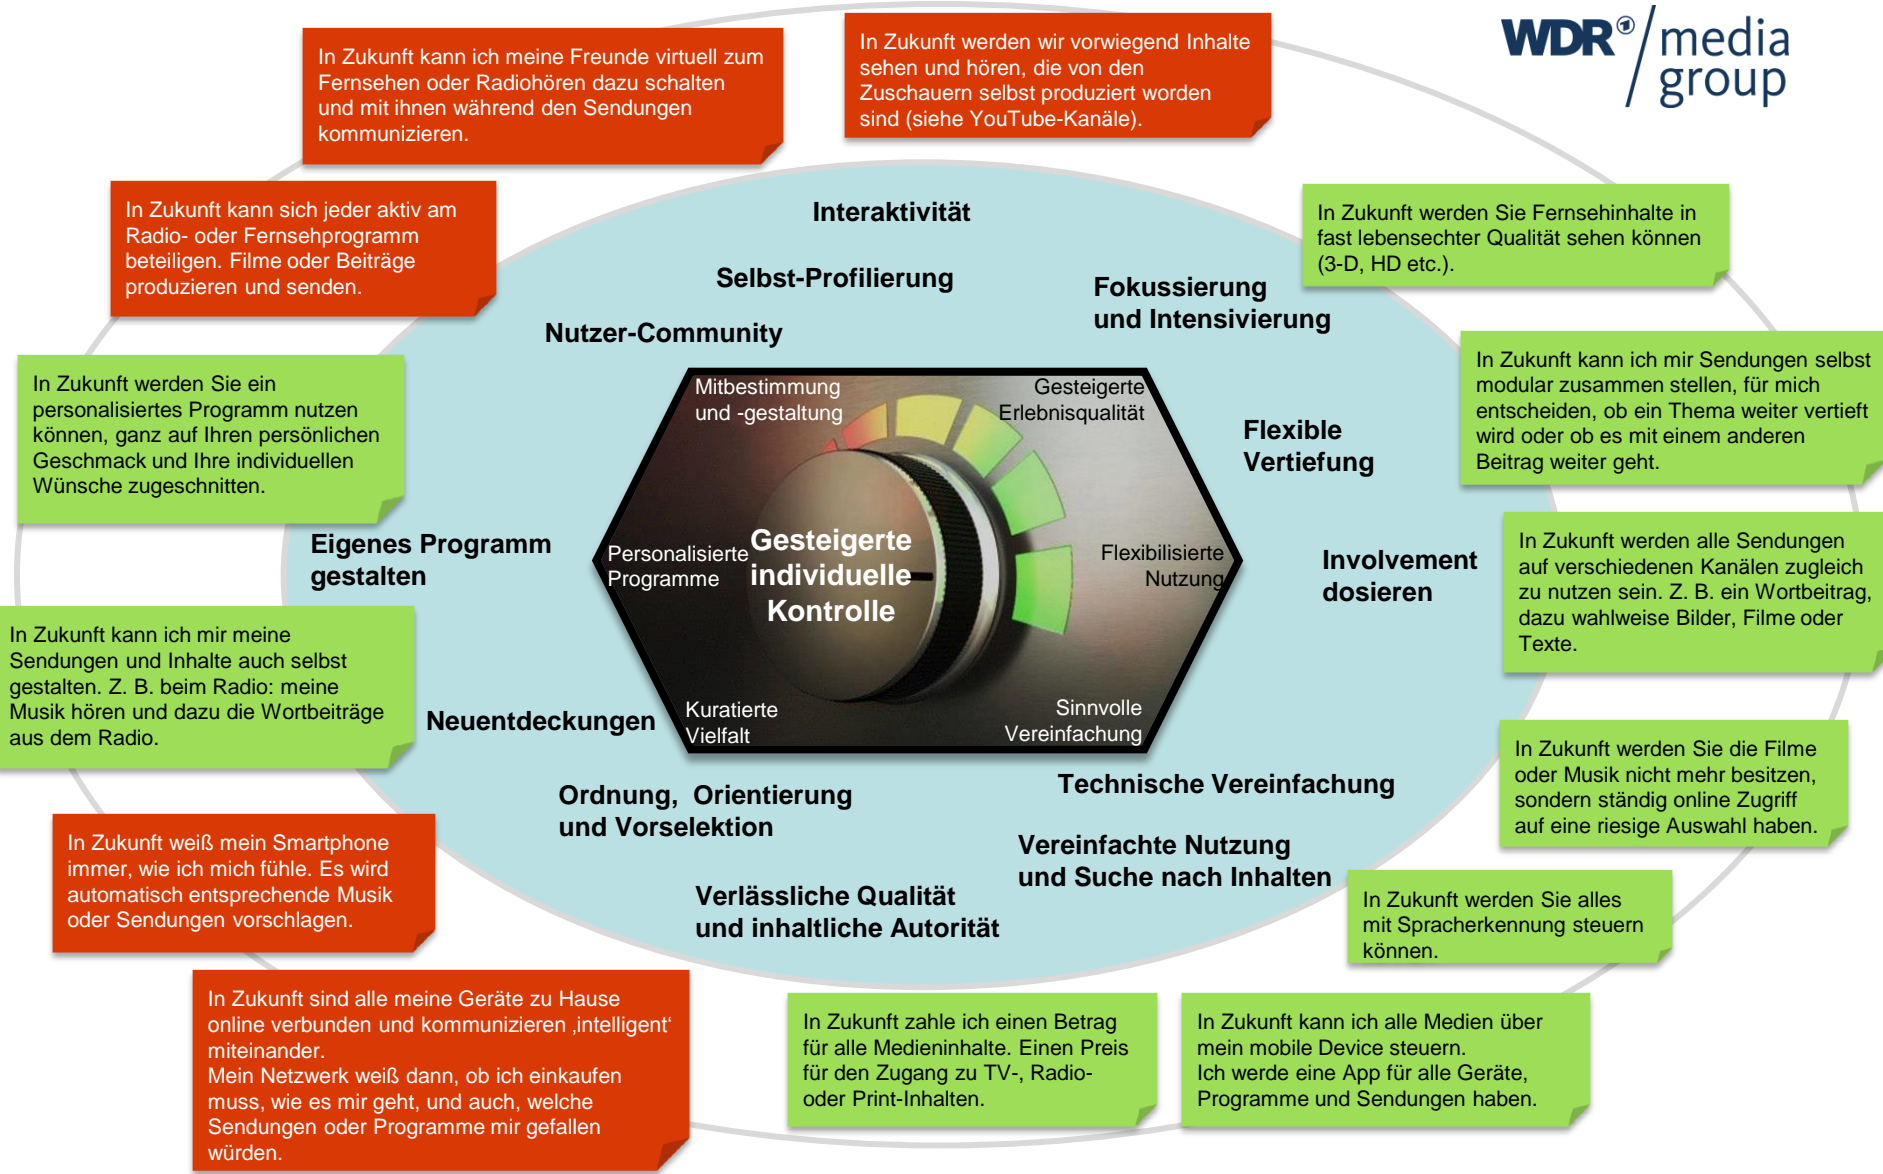 WDR®
media
group
In Zukunft kann ich meine Freunde virtuell zum
Fernsehen oder Radiohören dazu schalten
und mit ihnen während den Sendungen
kommunizieren.
In Zukunft werden wir vorwiegend Inhalte
sehen und hören, die von den
Zuschauern selbst produziert worden
sind (siehe YouTube-Kanäle).
In Zukunft kann sich jeder aktiv am
Radio- oder Fernsehprogramm
beteiligen. Filme oder Beiträge
produzieren und senden.
In Zukunft werden Sie Fernsehinhalte in
fast lebensechter Qualität sehen können
(3-D, HD etc.).
Interaktivität
Selbst-Profilierung
Nutzer-Community
Fokussierung
und Intensivierung
In Zukunft werden Sie ein
personalisiertes Programm nutzen
können, ganz auf Ihren persönlichen
Geschmack und Ihre individuellen
Wünsche zugeschnitten.
Mitbestimmung
und -gestaltung
Gesteigerte
Erlebnisqualität
In Zukunft kann ich mir Sendungen selbst
modular zusammen stellen, für mich
entscheiden, ob ein Thema weiter vertieft
wird oder ob es mit einem anderen
Beitrag weiter geht.
Flexible
Vertiefung
Eigenes Programm
gestalten
Personalisierte
Programme
Gesteigerte
individuelle
Kontrolle
Flexibilisierte
Nutzung
Involvement
dosieren
In Zukunft werden alle Sendungen
auf verschiedenen Kanälen zugleich
zu nutzen sein. Z. B. ein Wortbeitrag,
dazu wahlweise Bilder, Filme oder
Texte.
In Zukunft kann ich mir meine
Sendungen und Inhalte auch selbst
gestalten. Z. B. beim Radio: meine
Musik hören und dazu die Wortbeiträge
aus dem Radio.
Neuentdeckungen
Kuratierte
Vielfalt
Sinnvolle
Vereinfachung
In Zukunft werden Sie die Filme
oder Musik nicht mehr besitzen,
sondern ständig online Zugriff
auf eine riesige Auswahl haben.
Ordnung, Orientierung
und Vorselektion
Technische Vereinfachung
In Zukunft weiß mein Smartphone
immer, wie ich mich fühle. Es wird
automatisch entsprechende Musik
oder Sendungen vorschlagen.
Vereinfachte Nutzung
und Suche nach Inhalten
Verlässliche Qualität
und inhaltliche Autorität
In Zukunft werden Sie alles
mit Spracherkennung steuern
können.
In Zukunft sind alle meine Geräte zu Hause
online verbunden und kommunizieren ‚intelligent‘
miteinander.
Mein Netzwerk weiß dann, ob ich einkaufen
muss, wie es mir geht, und auch, welche
Sendungen oder Programme mir gefallen
würden.
In Zukunft zahle ich einen Betrag
für alle Medieninhalte. Einen Preis
für den Zugang zu TV-, Radio-
oder Print-Inhalten.
In Zukunft kann ich alle Medien über
mein mobile Device steuern.
Ich werde eine App für alle Geräte,
Programme und Sendungen haben.